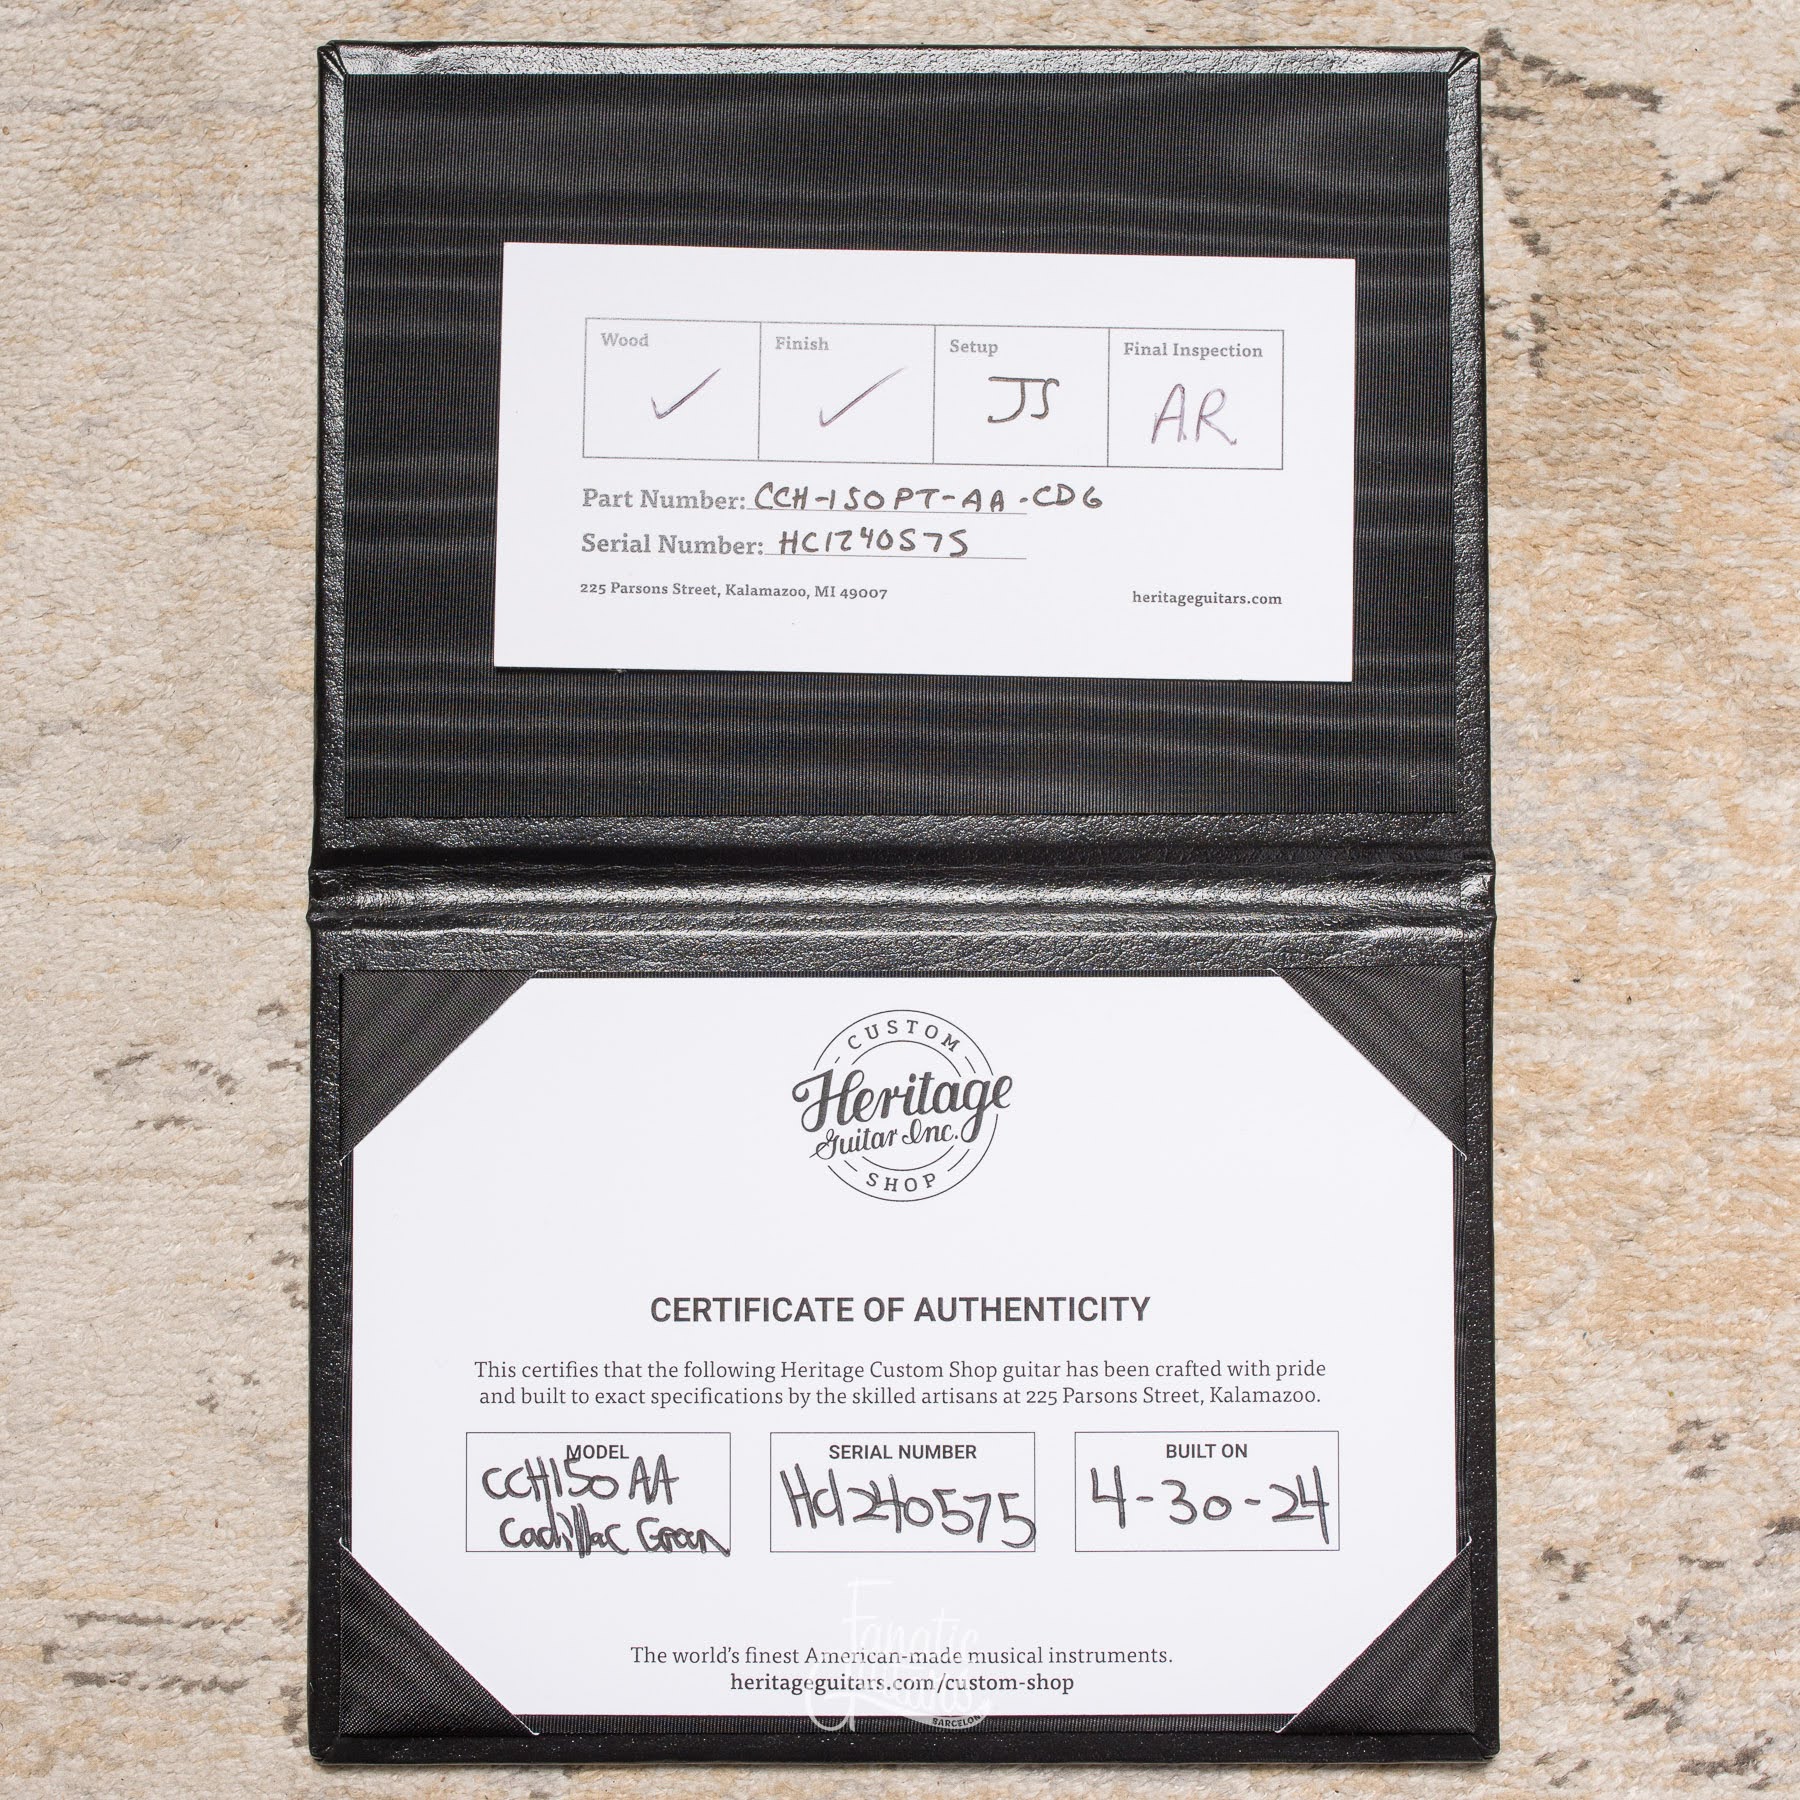 Wood Finish Setup Final Inspection
✓ ✓ JS A.R.
Part Number: CCH-150PT-AA-CDG
Serial Number: HC1240575
225 Parsons Street, Kalamazoo, MI 49007 heritageguitars.com
CUSTOM
Heritage
Guitar Inc.
SHOP
CERTIFICATE OF AUTHENTICITY
This certifies that the following Heritage Custom Shop guitar has been crafted with pride
and built to exact specifications by the skilled artisans at 225 Parsons Street, Kalamazoo.
MODEL SERIAL NUMBER BUILT ON
CCH150 AA HC1240575 4-30-24
Cadillac Green
The world's finest American-made musical instruments.
heritageguitars.com/custom-shop
Fanatic
Guitars
BARCELONA